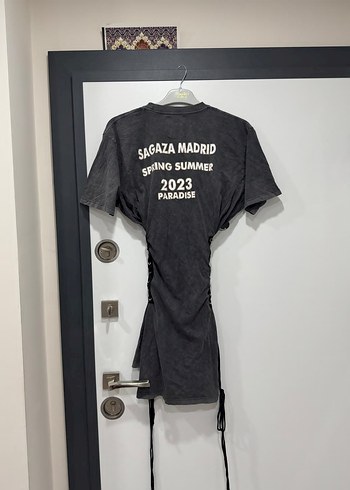 SAGAZA MADRID
SPRING SUMMER
2023
PARADISE